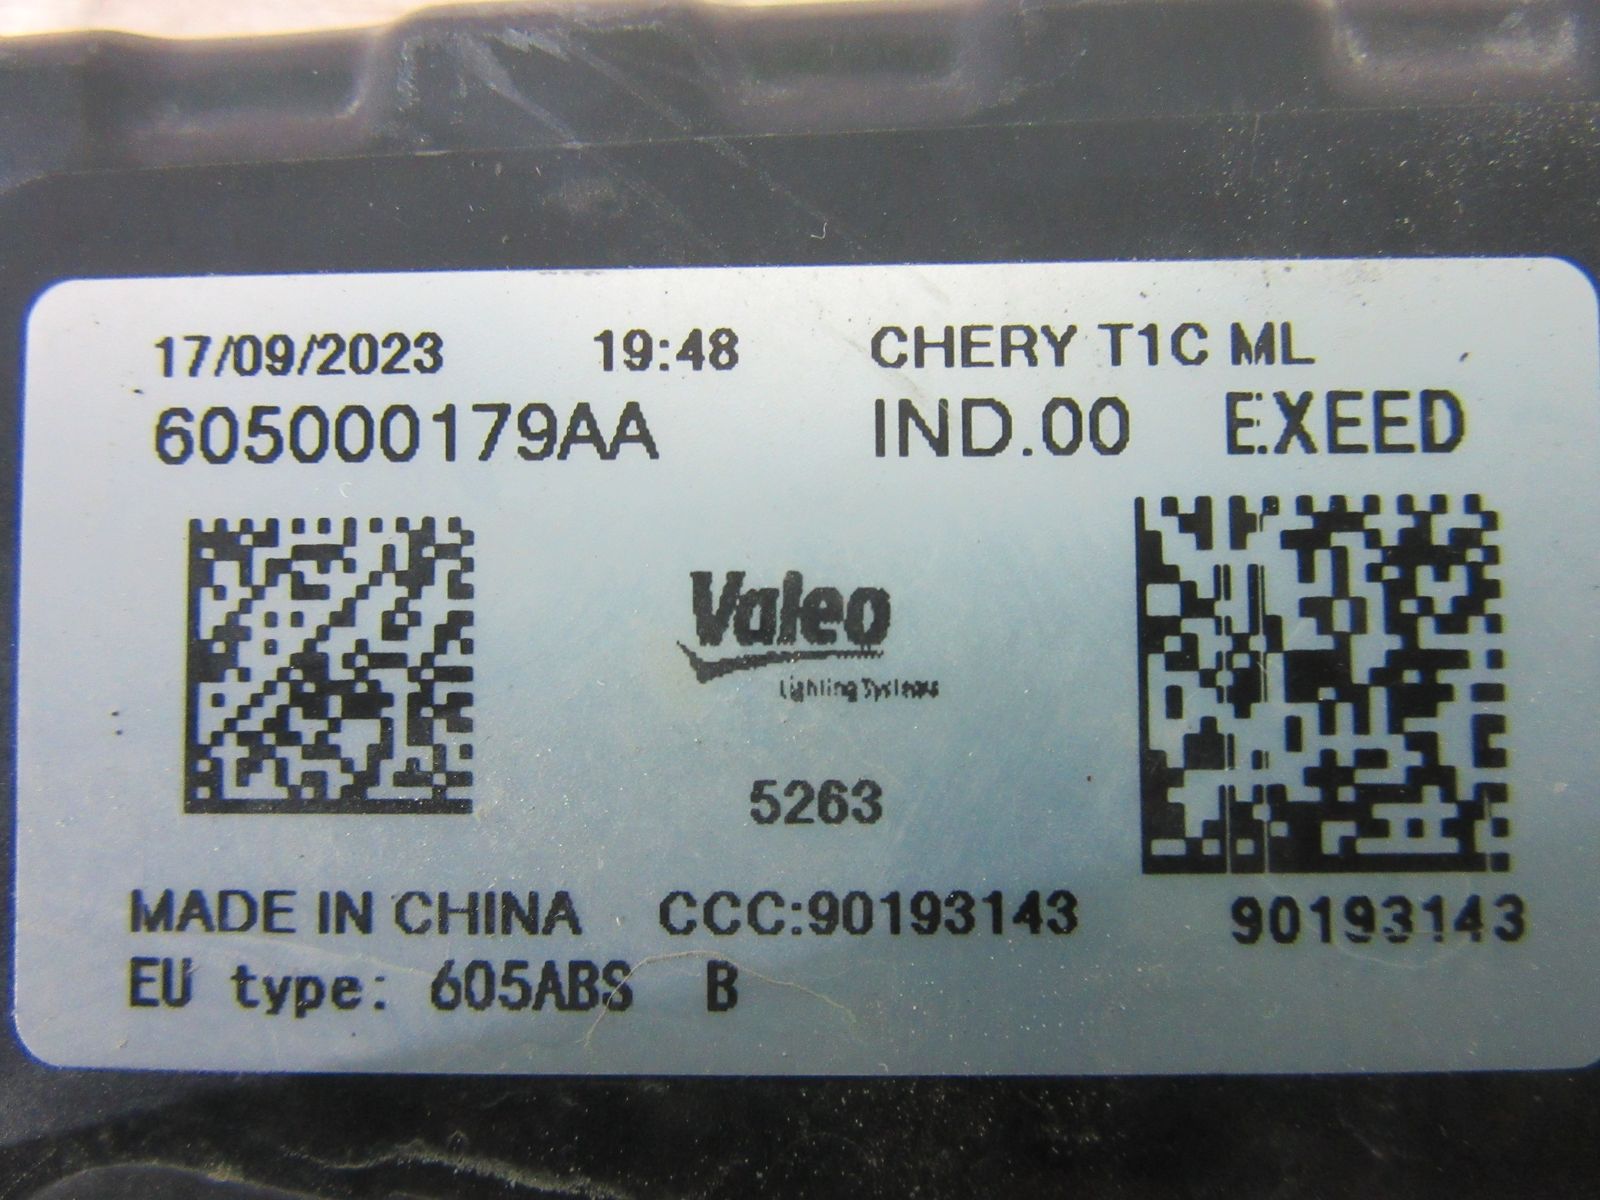 17/09/2023 19:48 CHERY T1C ML
605000179AA IND.00 EXEED
Valeo
Lighting Systems
5263
MADE IN CHINA CCC:90193143 90193143
EU type: 605ABS B